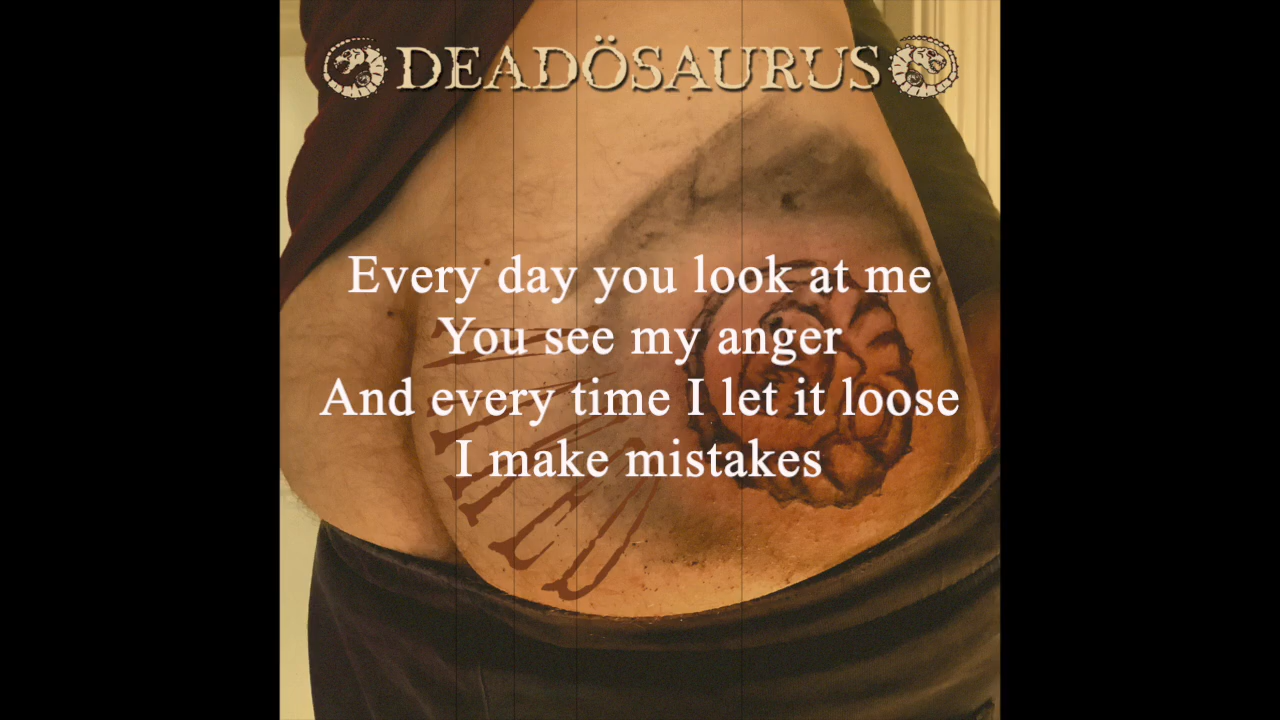 DEADÖSAURUS
Every day you look at me
You see my anger
And every time I let it loose
I make mistakes